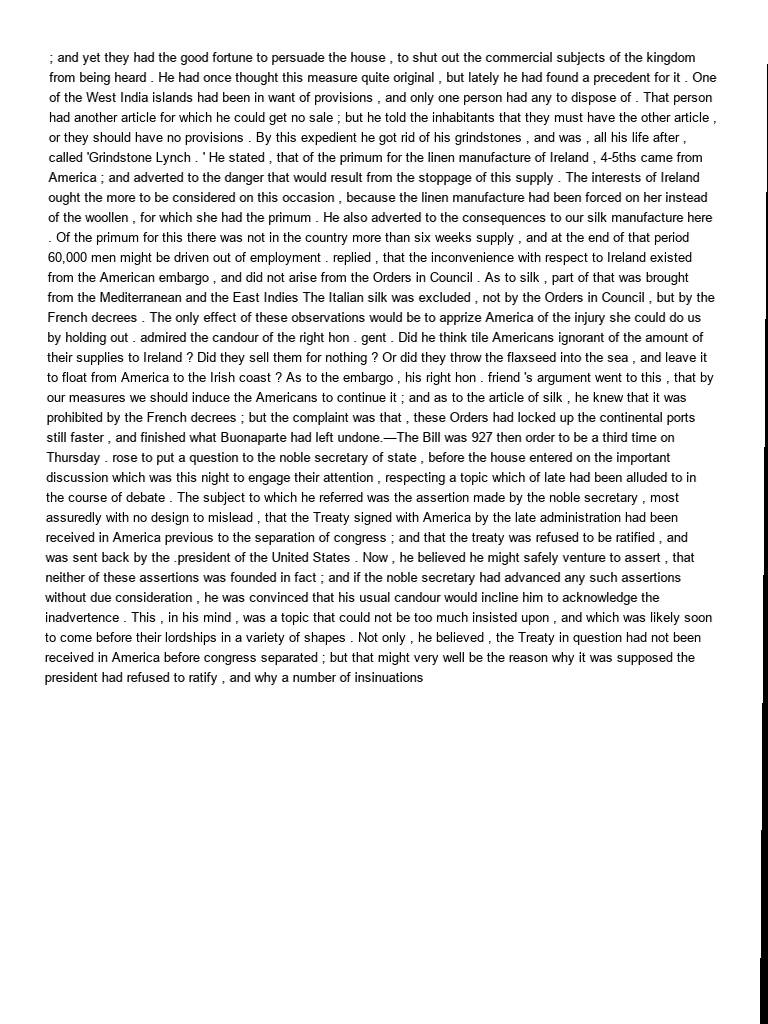 ; and yet they had the good fortune to persuade the house , to shut out the commercial subjects of the kingdom
from being heard . He had once thought this measure quite original , but lately he had found a precedent for it . One
of the West India islands had been in want of provisions , and only one person had any to dispose of . That person
had another article for which he could get no sale ; but he told the inhabitants that they must have the other article ,
or they should have no provisions . By this expedient he got rid of his grindstones , and was , all his life after ,
called 'Grindstone Lynch . ' He stated , that of the primum for the linen manufacture of Ireland , 4-5ths came from
America ; and adverted to the danger that would result from the stoppage of this supply . The interests of Ireland
ought the more to be considered on this occasion , because the linen manufacture had been forced on her instead
of the woollen , for which she had the primum . He also adverted to the consequences to our silk manufacture here
. Of the primum for this there was not in the country more than six weeks supply , and at the end of that period
60,000 men might be driven out of employment . replied , that the inconvenience with respect to Ireland existed
from the American embargo , and did not arise from the Orders in Council . As to silk , part of that was brought
from the Mediterranean and the East Indies The Italian silk was excluded , not by the Orders in Council , but by the
French decrees . The only effect of these observations would be to apprize America of the injury she could do us
by holding out . admired the candour of the right hon . gent . Did he think tile Americans ignorant of the amount of
their supplies to Ireland ? Did they sell them for nothing ? Or did they throw the flaxseed into the sea , and leave it
to float from America to the Irish coast ? As to the embargo , his right hon . friend 's argument went to this , that by
our measures we should induce the Americans to continue it ; and as to the article of silk , he knew that it was
prohibited by the French decrees ; but the complaint was that , these Orders had locked up the continental ports
still faster , and finished what Buonaparte had left undone.—The Bill was 927 then order to be a third time on
Thursday . rose to put a question to the noble secretary of state , before the house entered on the important
discussion which was this night to engage their attention , respecting a topic which of late had been alluded to in
the course of debate . The subject to which he referred was the assertion made by the noble secretary , most
assuredly with no design to mislead , that the Treaty signed with America by the late administration had been
received in America previous to the separation of congress ; and that the treaty was refused to be ratified , and
was sent back by the .president of the United States . Now , he believed he might safely venture to assert , that
neither of these assertions was founded in fact ; and if the noble secretary had advanced any such assertions
without due consideration , he was convinced that his usual candour would incline him to acknowledge the
inadvertence . This , in his mind , was a topic that could not be too much insisted upon , and which was likely soon
to come before their lordships in a variety of shapes . Not only , he believed , the Treaty in question had not been
received in America before congress separated ; but that might very well be the reason why it was supposed the
president had refused to ratify , and why a number of insinuations